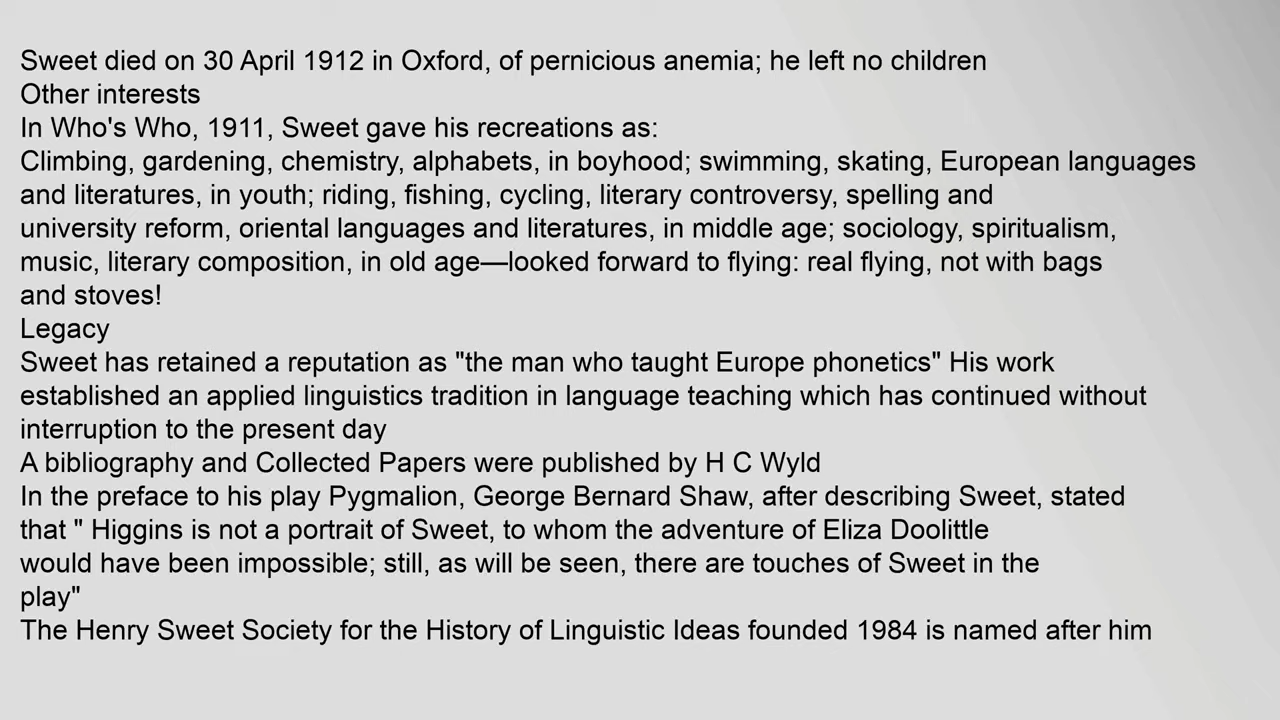 Sweet died on 30 April 1912 in Oxford, of pernicious anemia; he left no children
Other interests
In Who's Who, 1911, Sweet gave his recreations as:
Climbing, gardening, chemistry, alphabets, in boyhood; swimming, skating, European languages
and literatures, in youth; riding, fishing, cycling, literary controversy, spelling and
university reform, oriental languages and literatures, in middle age; sociology, spiritualism,
music, literary composition, in old age—looked forward to flying: real flying, not with bags
and stoves!
Legacy
Sweet has retained a reputation as "the man who taught Europe phonetics" His work
established an applied linguistics tradition in language teaching which has continued without
interruption to the present day
A bibliography and Collected Papers were published by H C Wyld
In the preface to his play Pygmalion, George Bernard Shaw, after describing Sweet, stated
that " Higgins is not a portrait of Sweet, to whom the adventure of Eliza Doolittle
would have been impossible; still, as will be seen, there are touches of Sweet in the
play"
The Henry Sweet Society for the History of Linguistic Ideas founded 1984 is named after him